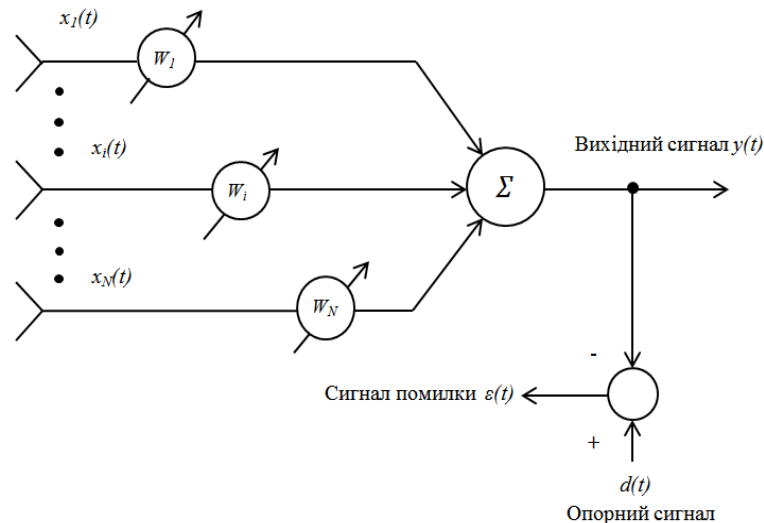 x1(t)
W1
xi(t)
Wi
Σ
Вихідний сигнал y(t)
xN(t)
WN
-
Сигнал помилки ε(t)
+
d(t)
Опорний сигнал